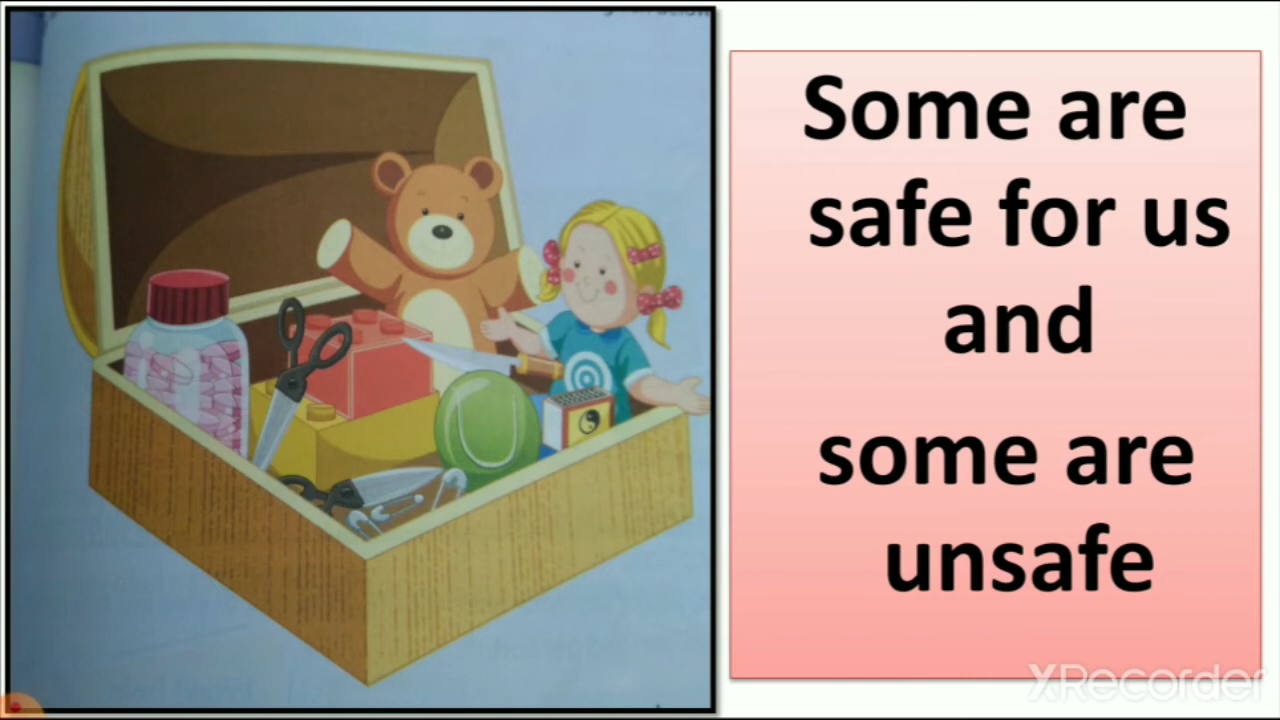 Some are
safe for us
and
some are
unsafe
XRecorder